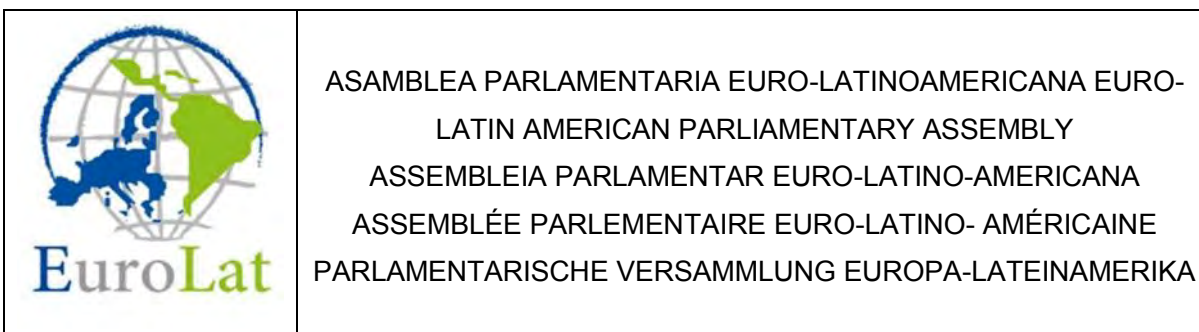 EuroLat
ASAMBLEA PARLAMENTARIA EURO-LATINOAMERICANA EURO-
LATIN AMERICAN PARLIAMENTARY ASSEMBLY
ASSEMBLEIA PARLAMENTAR EURO-LATINO-AMERICANA
ASSEMBLÉE PARLEMENTAIRE EURO-LATINO- AMÉRICAINE
PARLAMENTARISCHE VERSAMMLUNG EUROPA-LATEINAMERIKA